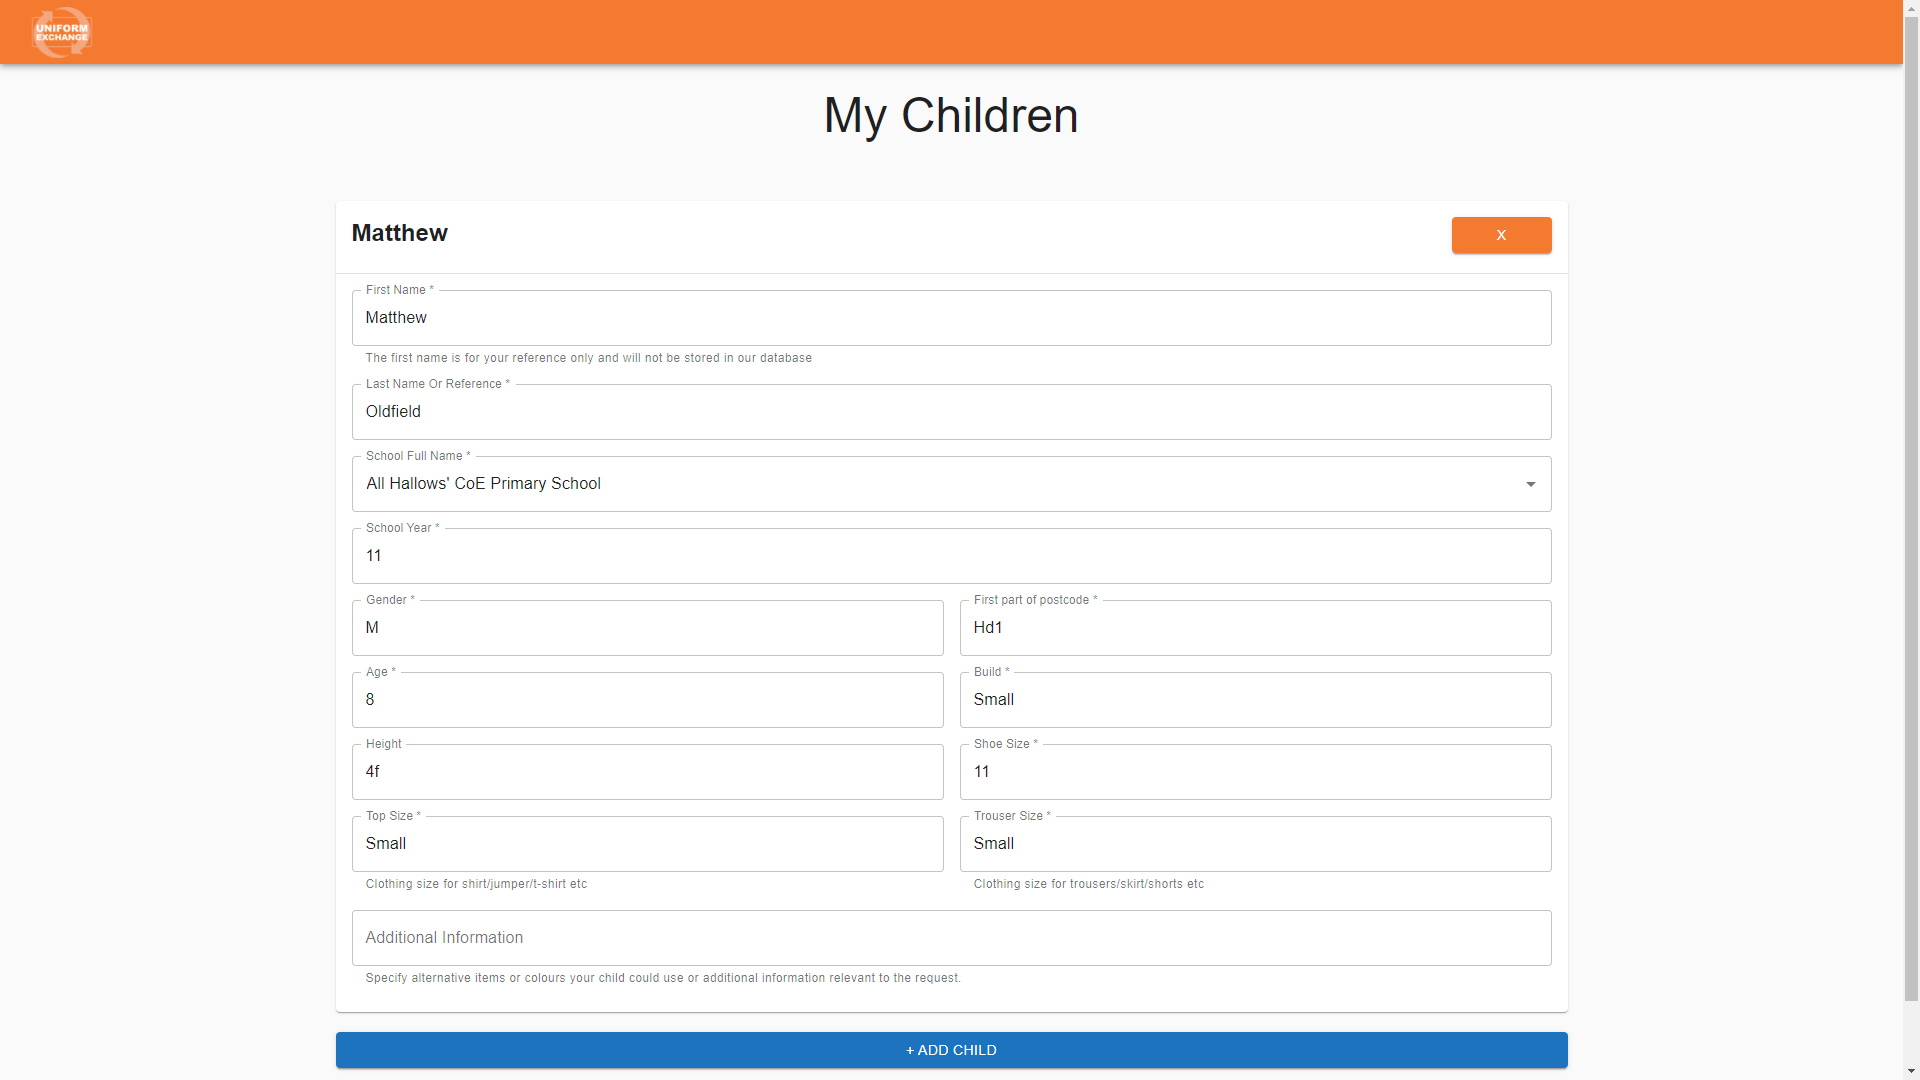 UNIFORM
EXCHANGE
My Children
Matthew
X
First Name *
Matthew
The first name is for your reference only and will not be stored in our database
Last Name Or Reference *
Oldfield
School Full Name *
All Hallows' CoE Primary School
School Year *
11
Gender *
M
First part of postcode *
Hd1
Age *
8
Build *
Small
Height
4f
Shoe Size *
11
Top Size *
Small
Clothing size for shirt/jumper/t-shirt etc
Trouser Size *
Small
Clothing size for trousers/skirt/shorts etc
Additional Information
Specify alternative items or colours your child could use or additional information relevant to the request.
+ ADD CHILD